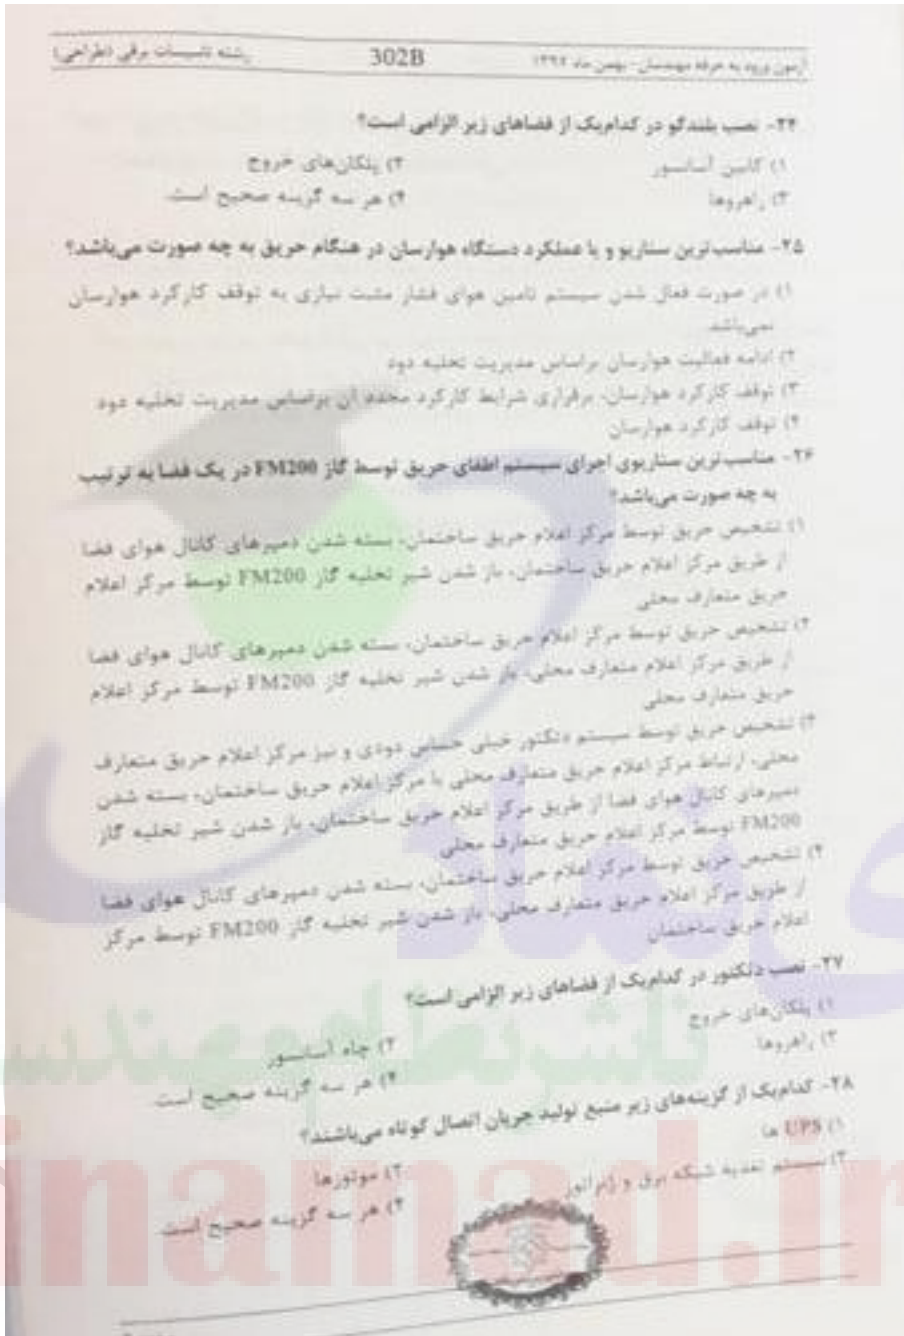 رشته تاسیسات برقی (طراحی)
302B
آزمون ورود به حرفه مهندسان - بهمن ماه ۱۳۹۷
۲۴- نصب بلندگو در کدام‌یک از فضاهای زیر الزامی است؟
۱) کابین آسانسور
۲) پلکان‌های خروج
۳) راهروها
۴) هر سه گزینه صحیح است.
۲۵- مناسب‌ترین سناریو و یا عملکرد دستگاه هوارسان در هنگام حریق به چه صورت می‌باشد؟
۱) در صورت فعال شدن سیستم تامین هوای فشار مثبت نیازی به توقف کارکرد هوارسان
نمی‌باشد.
۲) ادامه فعالیت هوارسان براساس مدیریت تخلیه دود
۳) توقف کارکرد هوارسان، برقراری شرایط کارکرد مجدد آن براساس مدیریت تخلیه دود
۴) توقف کارکرد هوارسان
۲۶- مناسب‌ترین سناریوی اجرای سیستم اطفای حریق توسط گاز FM200 در یک فضا به ترتیب
به چه صورت می‌باشد؟
۱) تشخیص حریق توسط مرکز اعلام حریق ساختمان، بسته شدن دمپرهای کانال هوای فضا
از طریق مرکز اعلام حریق ساختمان، باز شدن شیر تخلیه گاز FM200 توسط مرکز اعلام
حریق متعارف محلی
۲) تشخیص حریق توسط مرکز اعلام حریق ساختمان، بسته شدن دمپرهای کانال هوای فضا
از طریق مرکز اعلام متعارف محلی، باز شدن شیر تخلیه گاز FM200 توسط مرکز اعلام
حریق متعارف محلی
۳) تشخیص حریق توسط سیستم دتکتور خیلی حساس دودی و نیز مرکز اعلام حریق متعارف
محلی، ارتباط مرکز اعلام حریق متعارف محلی با مرکز اعلام حریق ساختمان، بسته شدن
دمپرهای کانال هوای فضا از طریق مرکز اعلام حریق ساختمان، باز شدن شیر تخلیه گاز
FM200 توسط مرکز اعلام حریق متعارف محلی
۴) تشخیص حریق توسط مرکز اعلام حریق ساختمان، بسته شدن دمپرهای کانال هوای فضا
از طریق مرکز اعلام حریق متعارف محلی، باز شدن شیر تخلیه گاز FM200 توسط مرکز
اعلام حریق ساختمان
۲۷- نصب دتکتور در کدام‌یک از فضاهای زیر الزامی است؟
۱) پلکان‌های خروج
۲) چاه آسانسور
۳) راهروها
۴) هر سه گزینه صحیح است.
۲۸- کدام‌یک از گزینه‌های زیر منبع تولید جریان اتصال کوتاه می‌باشند؟
۱) UPS ها
۲) موتورها
۳) سیستم تغذیه شبکه برق و ژنراتور
۴) هر سه گزینه صحیح است.
ی نماد
ناشر نظام مهندسی
inamad.ir